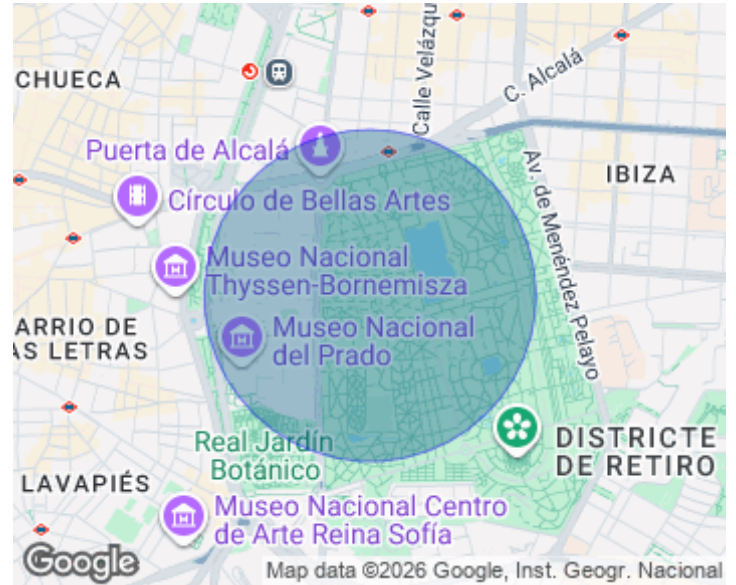 CHUECA
Calle Velázqu
C. Alcalá
Puerta de Alcalá
IBIZA
Círculo de Bellas Artes
Av. de Menéndez Pelayo
Museo Nacional
Thyssen-Bornemisza
ARRIO DE
AS LETRAS
Museo Nacional
del Prado
Real Jardín
Botánico
DISTRICTE
DE RETIRO
LAVAPIÉS
Museo Nacional Centro
de Arte Reina Sofía
Google
Map data ©2026 Google, Inst. Geogr. Nacional